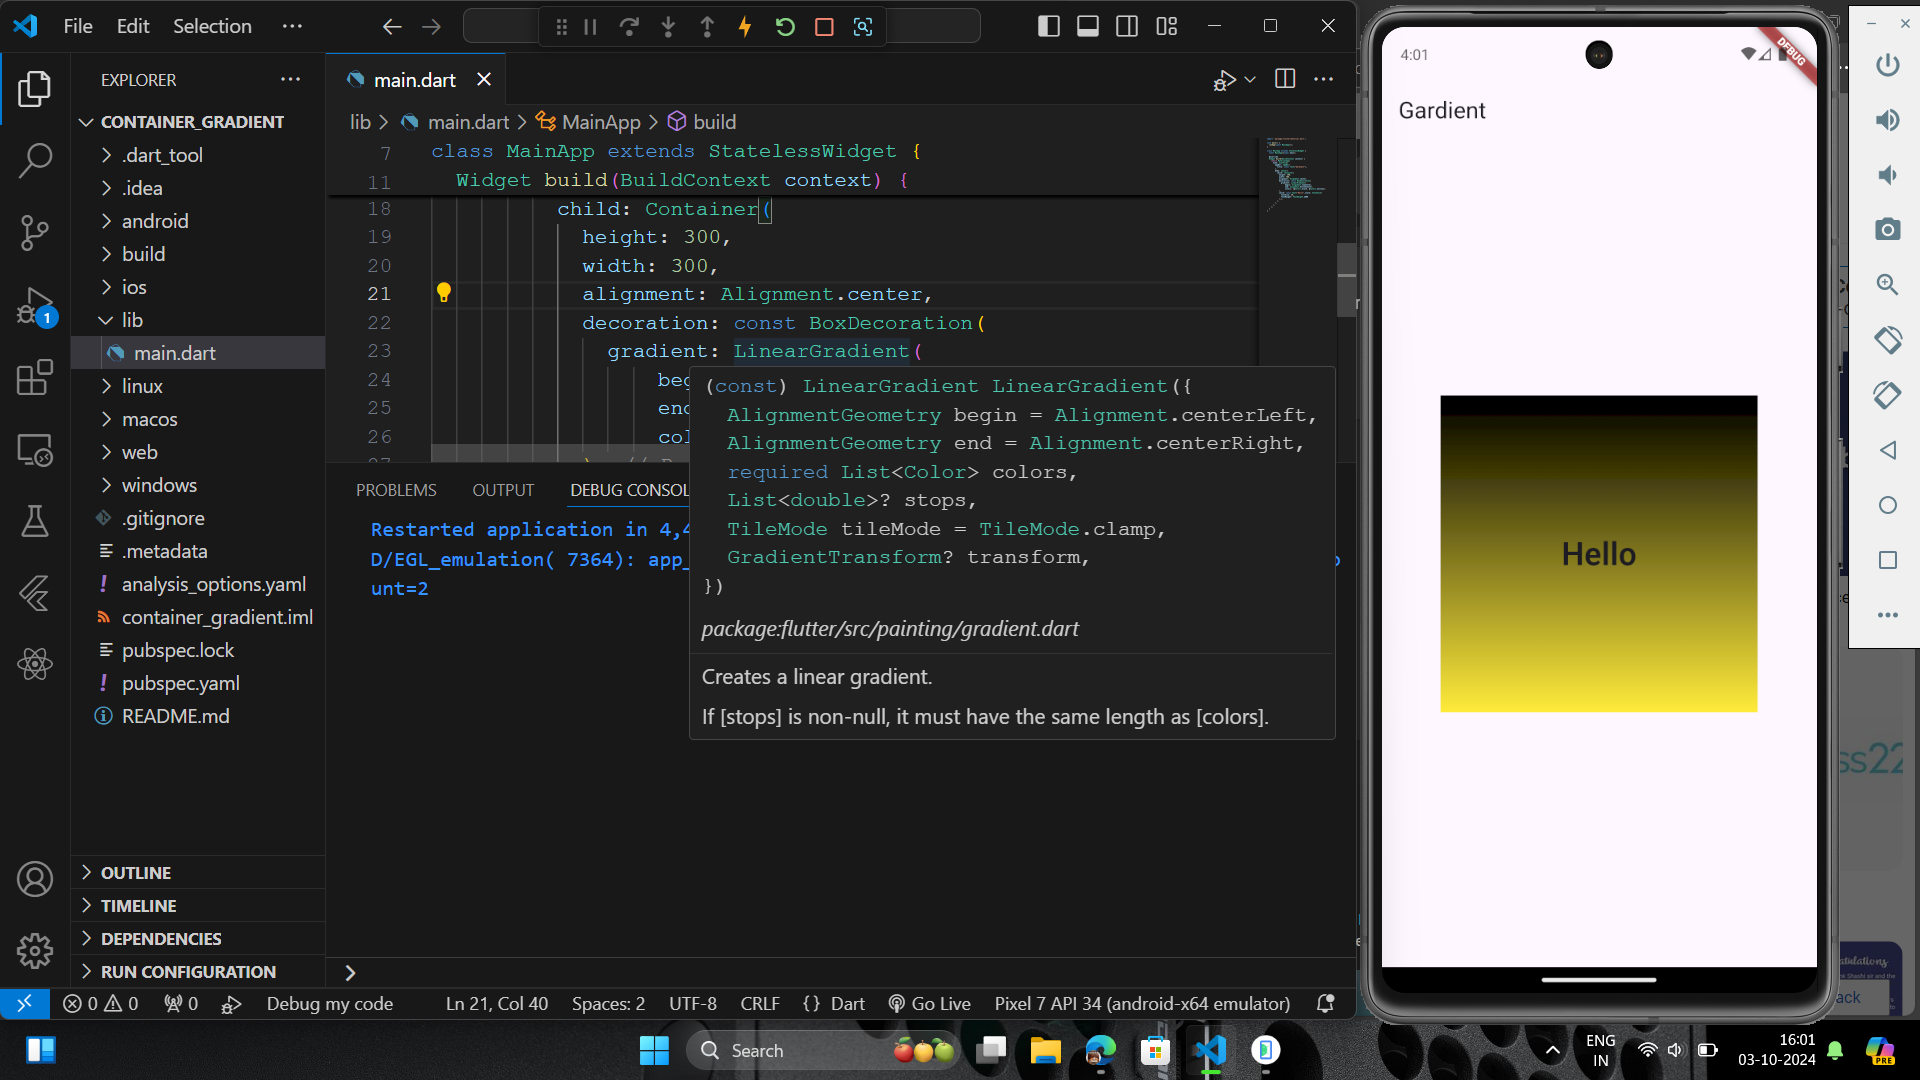 File Edit Selection ...
EXPLORER
CONTAINER_GRADIENT
.dart_tool
.idea
android
build
ios
lib
main.dart
linux
macos
web
windows
.gitignore
.metadata
analysis_options.yaml
container_gradient.iml
pubspec.lock
pubspec.yaml
README.md
OUTLINE
TIMELINE
DEPENDENCIES
RUN CONFIGURATION
1
main.dart
lib > main.dart > MainApp > build
7 class MainApp extends StatelessWidget {
11 Widget build(BuildContext context) {
18 child: Container(
19 height: 300,
20 width: 300,
21 alignment: Alignment.center,
22 decoration: const BoxDecoration(
23 gradient: LinearGradient(
24
25
26
(const) LinearGradient LinearGradient({
AlignmentGeometry begin = Alignment.centerLeft,
AlignmentGeometry end = Alignment.centerRight,
required List<Color> colors,
List<double>? stops,
TileMode tileMode = TileMode.clamp,
GradientTransform? transform,
})
package:flutter/src/painting/gradient.dart
Creates a linear gradient.
If [stops] is non-null, it must have the same length as [colors].
PROBLEMS OUTPUT DEBUG CONSOL
Restarted application in 4,4
D/EGL_emulation( 7364): app_
unt=2
0 0 0 Debug my code Ln 21, Col 40 Spaces: 2 UTF-8 CRLF {} Dart Go Live Pixel 7 API 34 (android-x64 emulator)
4:01
DEBUG
Gardient
Hello
ss22
Search
ENG
IN
16:01
03-10-2024
PRE